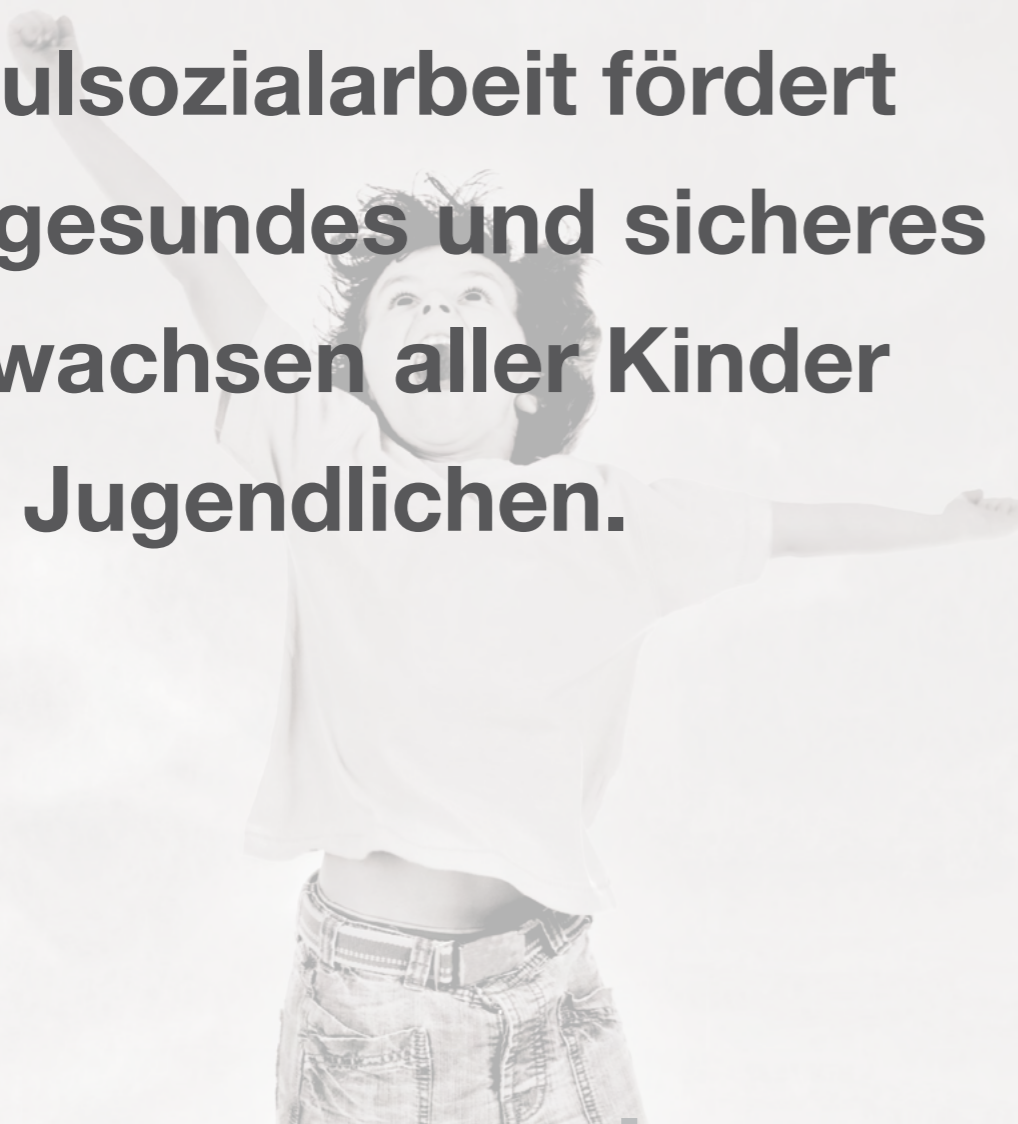 ulsozialarbeit fördert
gesundes und sicheres
wachsen aller Kinder
Jugendlichen.